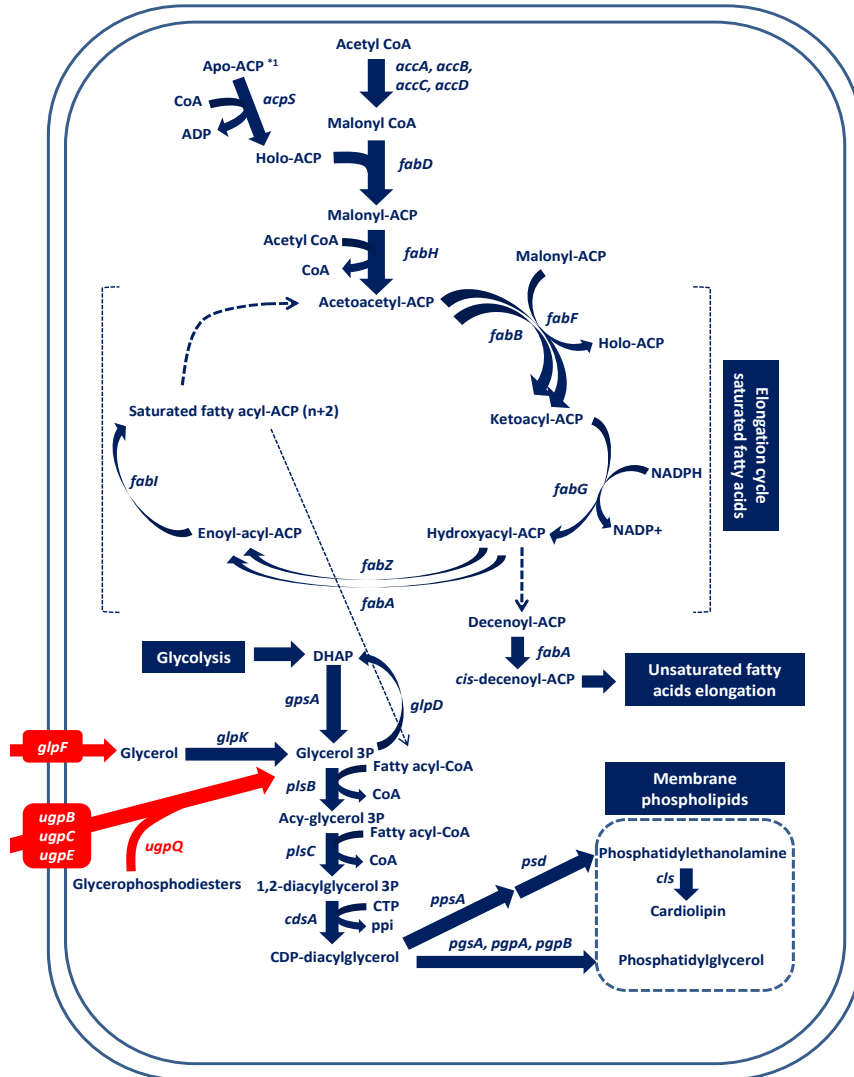 Acetyl CoA
Apo-ACP *1
accA, accB,
accC, accD
CoA
acpS
ADP
Malonyl CoA
Holo-ACP
fabD
Malonyl-ACP
Acetyl CoA
fabH
CoA
Malonyl-ACP
Acetoacetyl-ACP
fabF
fabB
Holo-ACP
Elongation cycle
saturated fatty acids
Saturated fatty acyl-ACP (n+2)
Ketoacyl-ACP
fabI
fabG
NADPH
NADP+
Enoyl-acyl-ACP
Hydroxyacyl-ACP
fabZ
fabA
Decenoyl-ACP
fabA
cis-decenoyl-ACP
Unsaturated fatty
acids elongation
Glycolysis
DHAP
gpsA
glpD
glpF
Glycerol
glpK
Glycerol 3P
Fatty acyl-CoA
plsB
CoA
Acy-glycerol 3P
Fatty acyl-CoA
plsC
CoA
1,2-diacylglycerol 3P
CTP
cdsA
ppi
CDP-diacylglycerol
ugpB
ugpC
ugpE
ugpQ
Glycerophosphodiesters
Membrane
phospholipids
ppsA
psd
Phosphatidylethanolamine
cls
Cardiolipin
pgsA, pgpA, pgpB
Phosphatidylglycerol